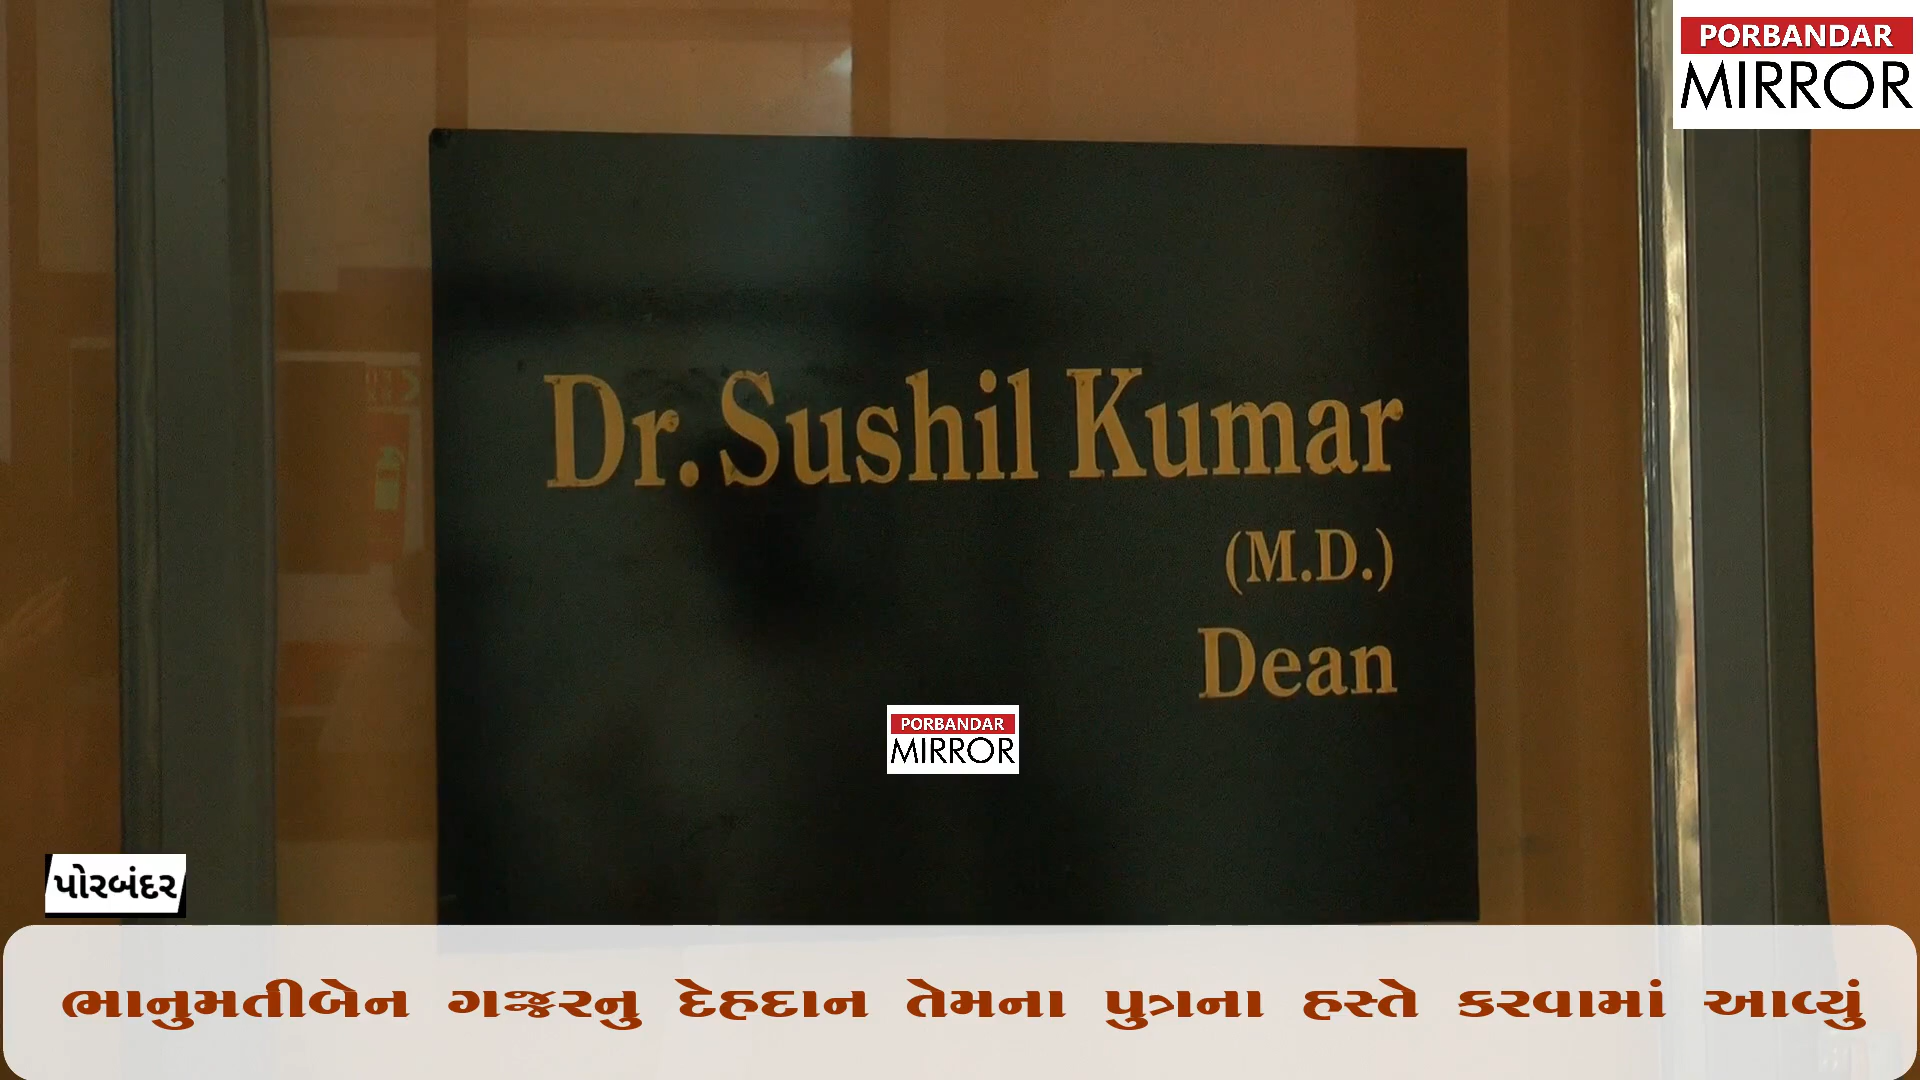 PORBANDAR
MIRROR
Dr. Sushil Kumar
(M.D.)
Dean
PORBANDAR
MIRROR
પોરબંદર
ભાનુમતીબેન ગજ્જરનુ દેહદાન તેમના પુત્રના હસ્તે કરવામાં આવ્યું